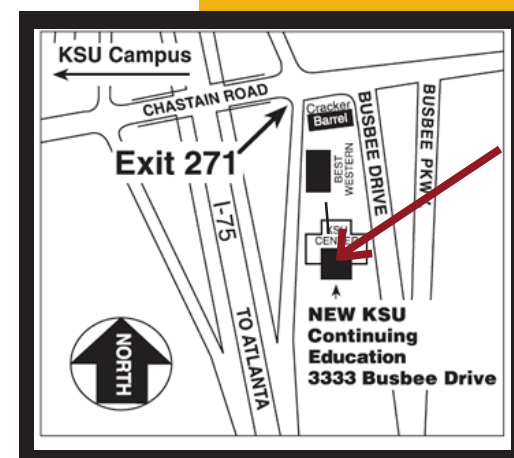 KSU Campus
CHASTAIN ROAD
Cracker
Barrel
Exit 271
BEST
WESTERN
BUSBEE DRIVE
BUSBEE PKWY
I-75
KSU
CENTER
TO ATLANTA
NORTH
NEW KSU
Continuing
Education
3333 Busbee Drive